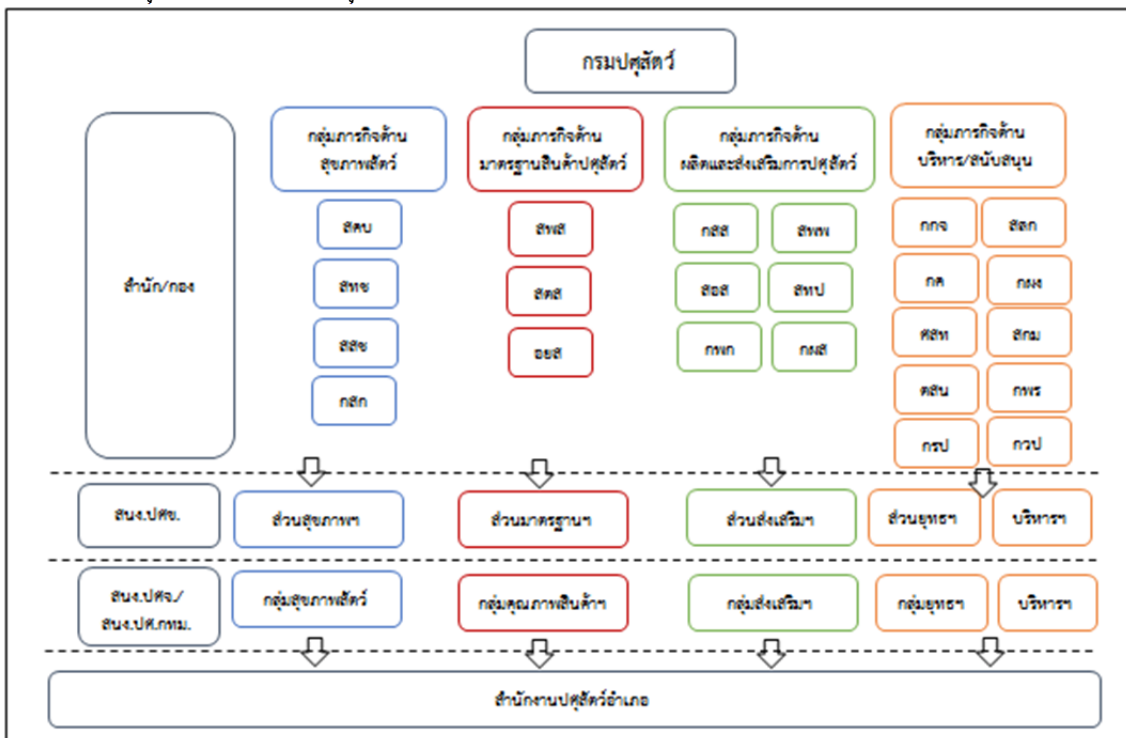 กรมปศุสัตว์
กลุ่มภารกิจด้าน
สุขภาพสัตว์
กลุ่มภารกิจด้าน
มาตรฐานสินค้าปศุสัตว์
กลุ่มภารกิจด้าน
ผลิตและส่งเสริมการปศุสัตว์
กลุ่มภารกิจด้าน
บริหาร/สนับสนุน
สำนัก/กอง
สคบ
สทช
สสช
กสก
สพส
สตส
อยส
กสส
สพพ
สอส
สทป
กพก
กผส
กกจ
สลก
กค
กผง
ศสท
สกม
ตสน
กพร
กรป
กวป
สนง.ปศข.
ส่วนสุขภาพฯ
ส่วนมาตรฐานฯ
ส่วนส่งเสริมฯ
ส่วนยุทธฯ
บริหารฯ
สนง.ปศจ./
สนง.ปศ.กทม.
กลุ่มสุขภาพสัตว์
กลุ่มคุณภาพสินค้าฯ
กลุ่มส่งเสริมฯ
กลุ่มยุทธฯ
บริหารฯ
สำนักงานปศุสัตว์อำเภอ